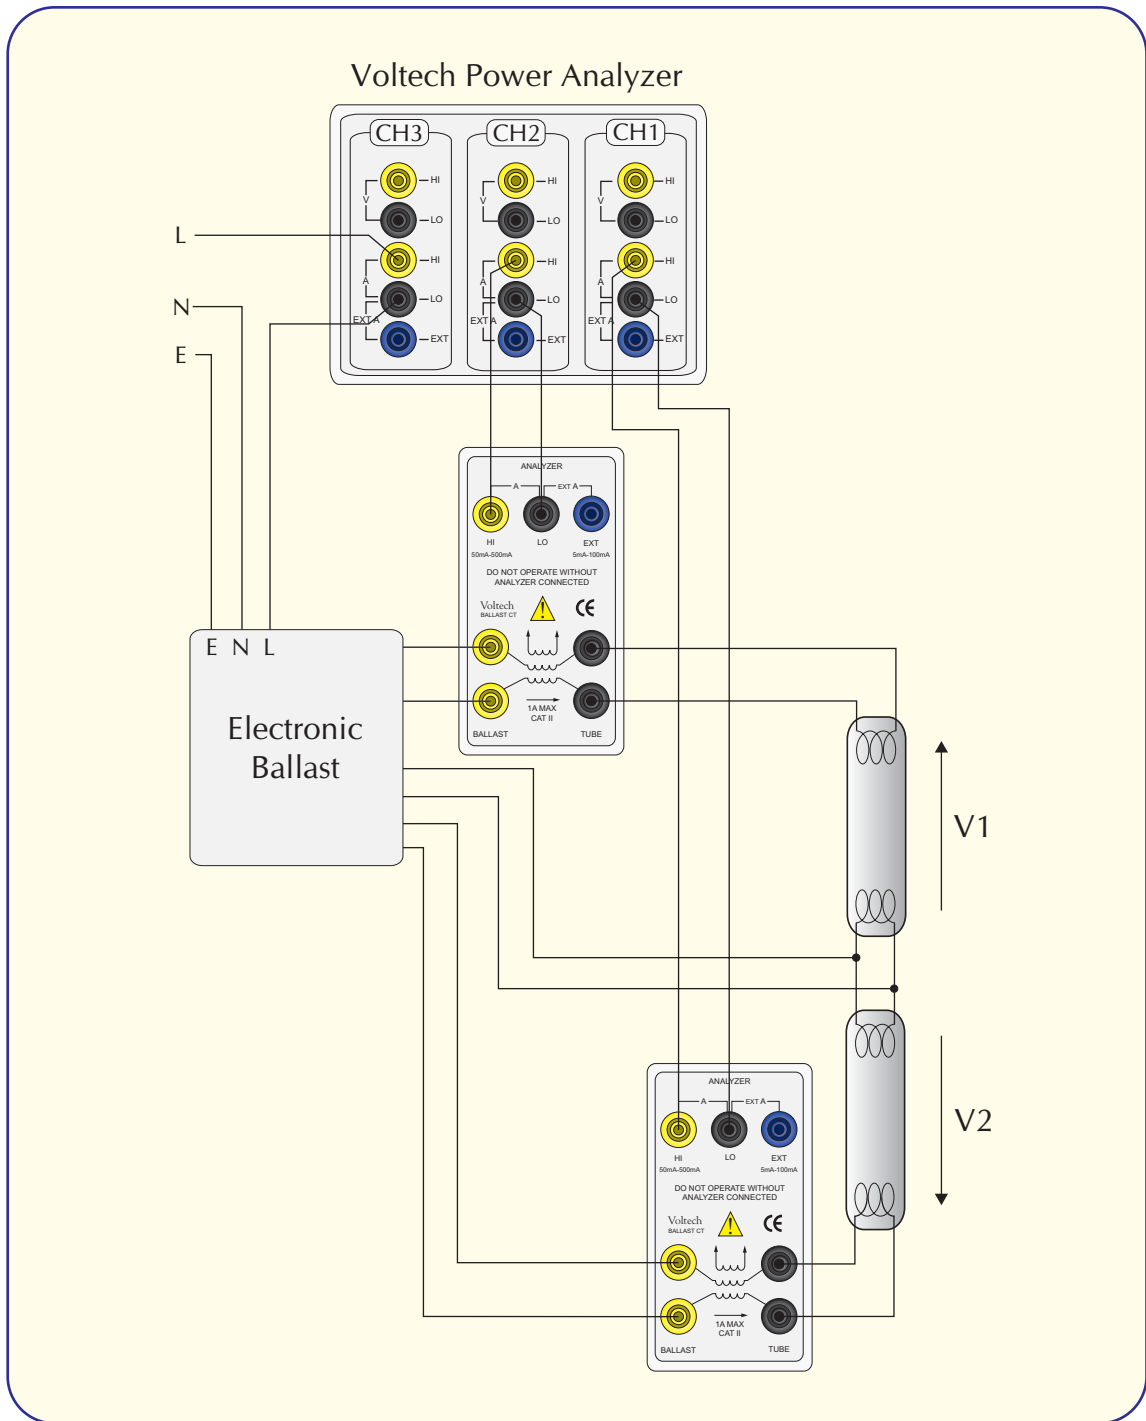 Voltech Power Analyzer
CH3
CH2
CH1
HI
V
LO
HI
A
LO
EXT A
EXT
HI
V
LO
HI
A
LO
EXT A
EXT
HI
V
LO
HI
A
LO
EXT A
EXT
L
N
E
ANALYZER
A
EXT A
HI
LO
EXT
50mA-500mA
5mA-100mA
DO NOT OPERATE WITHOUT
ANALYZER CONNECTED
Voltech
BALLAST CT
!
CE
1A MAX
CAT II
BALLAST
TUBE
E N L
Electronic
Ballast
V1
V2
ANALYZER
A
EXT A
HI
LO
EXT
50mA-500mA
5mA-100mA
DO NOT OPERATE WITHOUT
ANALYZER CONNECTED
Voltech
BALLAST CT
!
CE
1A MAX
CAT II
BALLAST
TUBE